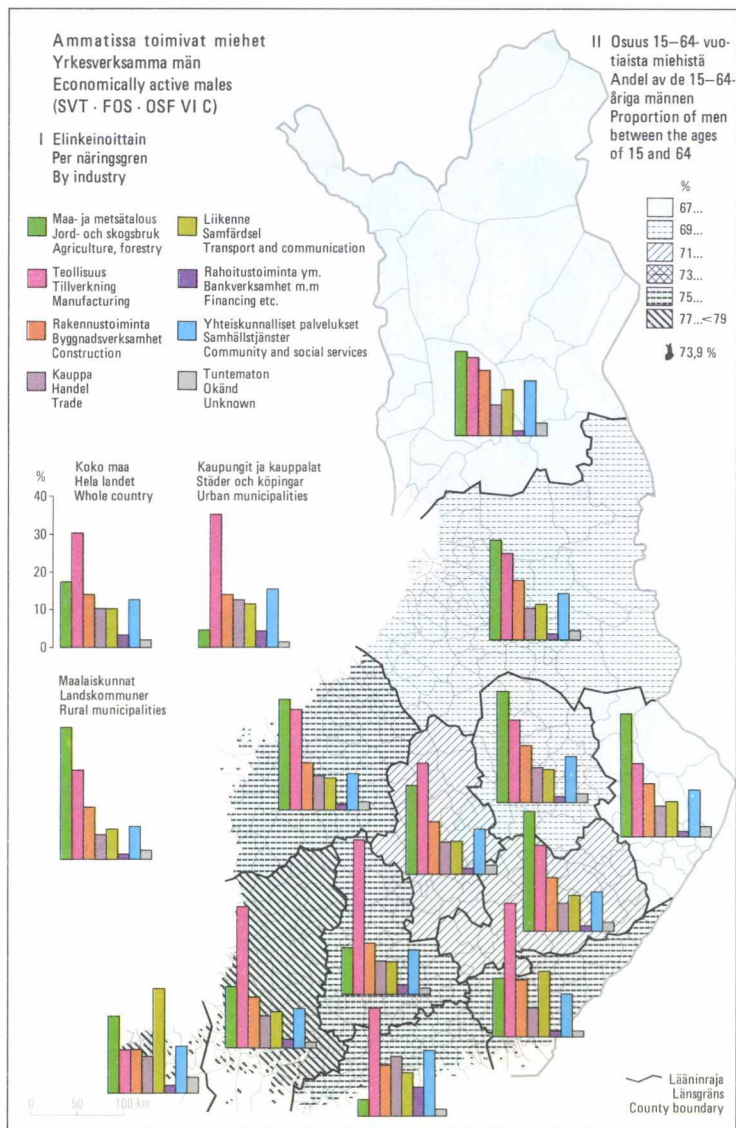 Ammatissa toimivat miehet
Yrkesverksamma män
Economically active males
(SVT · FOS · OSF VI C)
I Elinkeinoittain
Per näringsgren
By industry
Maa- ja metsätalous
Jord- och skogsbruk
Agriculture, forestry
Teollisuus
Tillverkning
Manufacturing
Rakennustoiminta
Byggnadsverksamhet
Construction
Kauppa
Handel
Trade
Liikenne
Samfärdsel
Transport and communication
Rahoitustoiminta ym.
Bankverksamhet m.m
Financing etc.
Yhteiskunnalliset palvelukset
Samhällstjänster
Community and social services
Tuntematon
Okänd
Unknown
II Osuus 15–64- vuo-
tiaista miehistä
Andel av de 15–64-
åriga männen
Proportion of men
between the ages
of 15 and 64
%
67...
69...
71...
73...
75...
77...<79
73,9 %
Koko maa
Hela landet
Whole country
%
40
30
20
10
0
Kaupungit ja kauppalat
Städer och köpingar
Urban municipalities
Maalaiskunnat
Landskommuner
Rural municipalities
0 50 100 km
Lääninraja
Länsgräns
County boundary